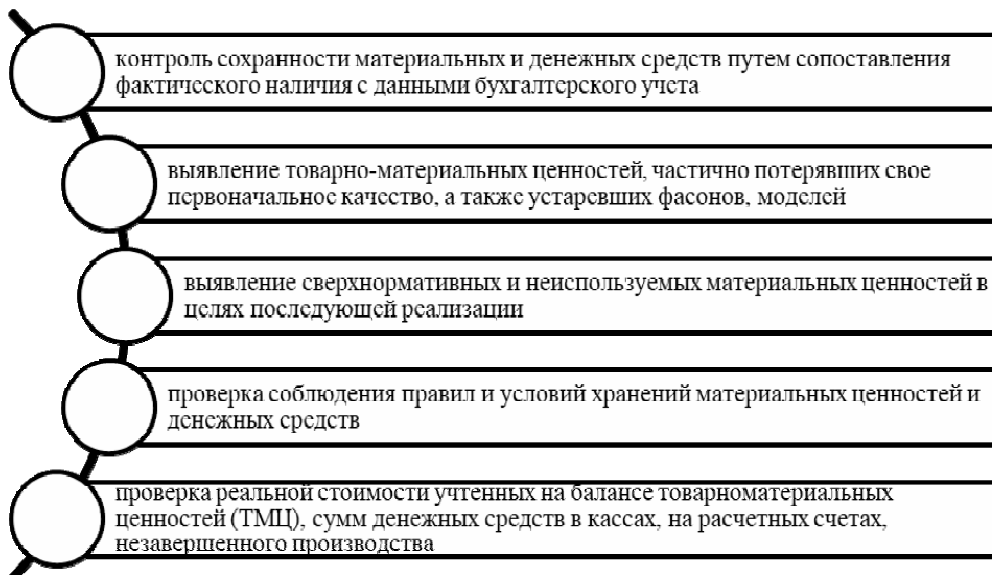 контроль сохранности материальных и денежных средств путем сопоставления
фактического наличия с данными бухгалтерского учета
выявление товарно-материальных ценностей, частично потерявших свое
первоначальное качество, а также устаревших фасонов, моделей
выявление сверхнормативных и неиспользуемых материальных ценностей в
целях последующей реализации
проверка соблюдения правил и условий хранений материальных ценностей и
денежных средств
проверка реальной стоимости учтенных на балансе товарноматериальных
ценностей (ТМЦ), сумм денежных средств в кассах, на расчетных счетах,
незавершенного производства